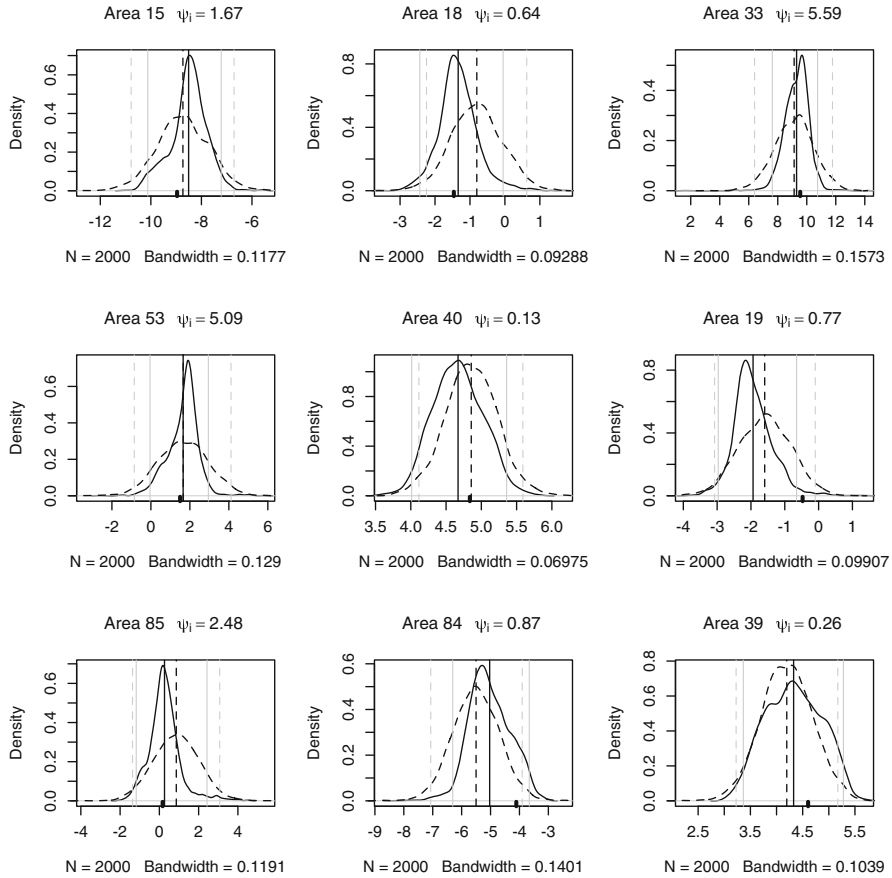 Area 15 ψi = 1.67
Area 18 ψi = 0.64
Area 33 ψi = 5.59
Density
0.0 0.2 0.4 0.6
-12 -10 -8 -6
N = 2000 Bandwidth = 0.1177
Density
0.0 0.4 0.8
-3 -2 -1 0 1
N = 2000 Bandwidth = 0.09288
Density
0.0 0.2 0.4
2 4 6 8 10 12 14
N = 2000 Bandwidth = 0.1573
Area 53 ψi = 5.09
Area 40 ψi = 0.13
Area 19 ψi = 0.77
Density
0.0 0.2 0.4 0.6
-2 0 2 4 6
N = 2000 Bandwidth = 0.129
Density
0.0 0.4 0.8
3.5 4.0 4.5 5.0 5.5 6.0
N = 2000 Bandwidth = 0.06975
Density
0.0 0.4 0.8
-4 -3 -2 -1 0 1
N = 2000 Bandwidth = 0.09907
Area 85 ψi = 2.48
Area 84 ψi = 0.87
Area 39 ψi = 0.26
Density
0.0 0.2 0.4 0.6
-4 -2 0 2 4
N = 2000 Bandwidth = 0.1191
Density
0.0 0.2 0.4 0.6
-9 -8 -7 -6 -5 -4 -3
N = 2000 Bandwidth = 0.1401
Density
0.0 0.2 0.4 0.6 0.8
2.5 3.5 4.5 5.5
N = 2000 Bandwidth = 0.1039